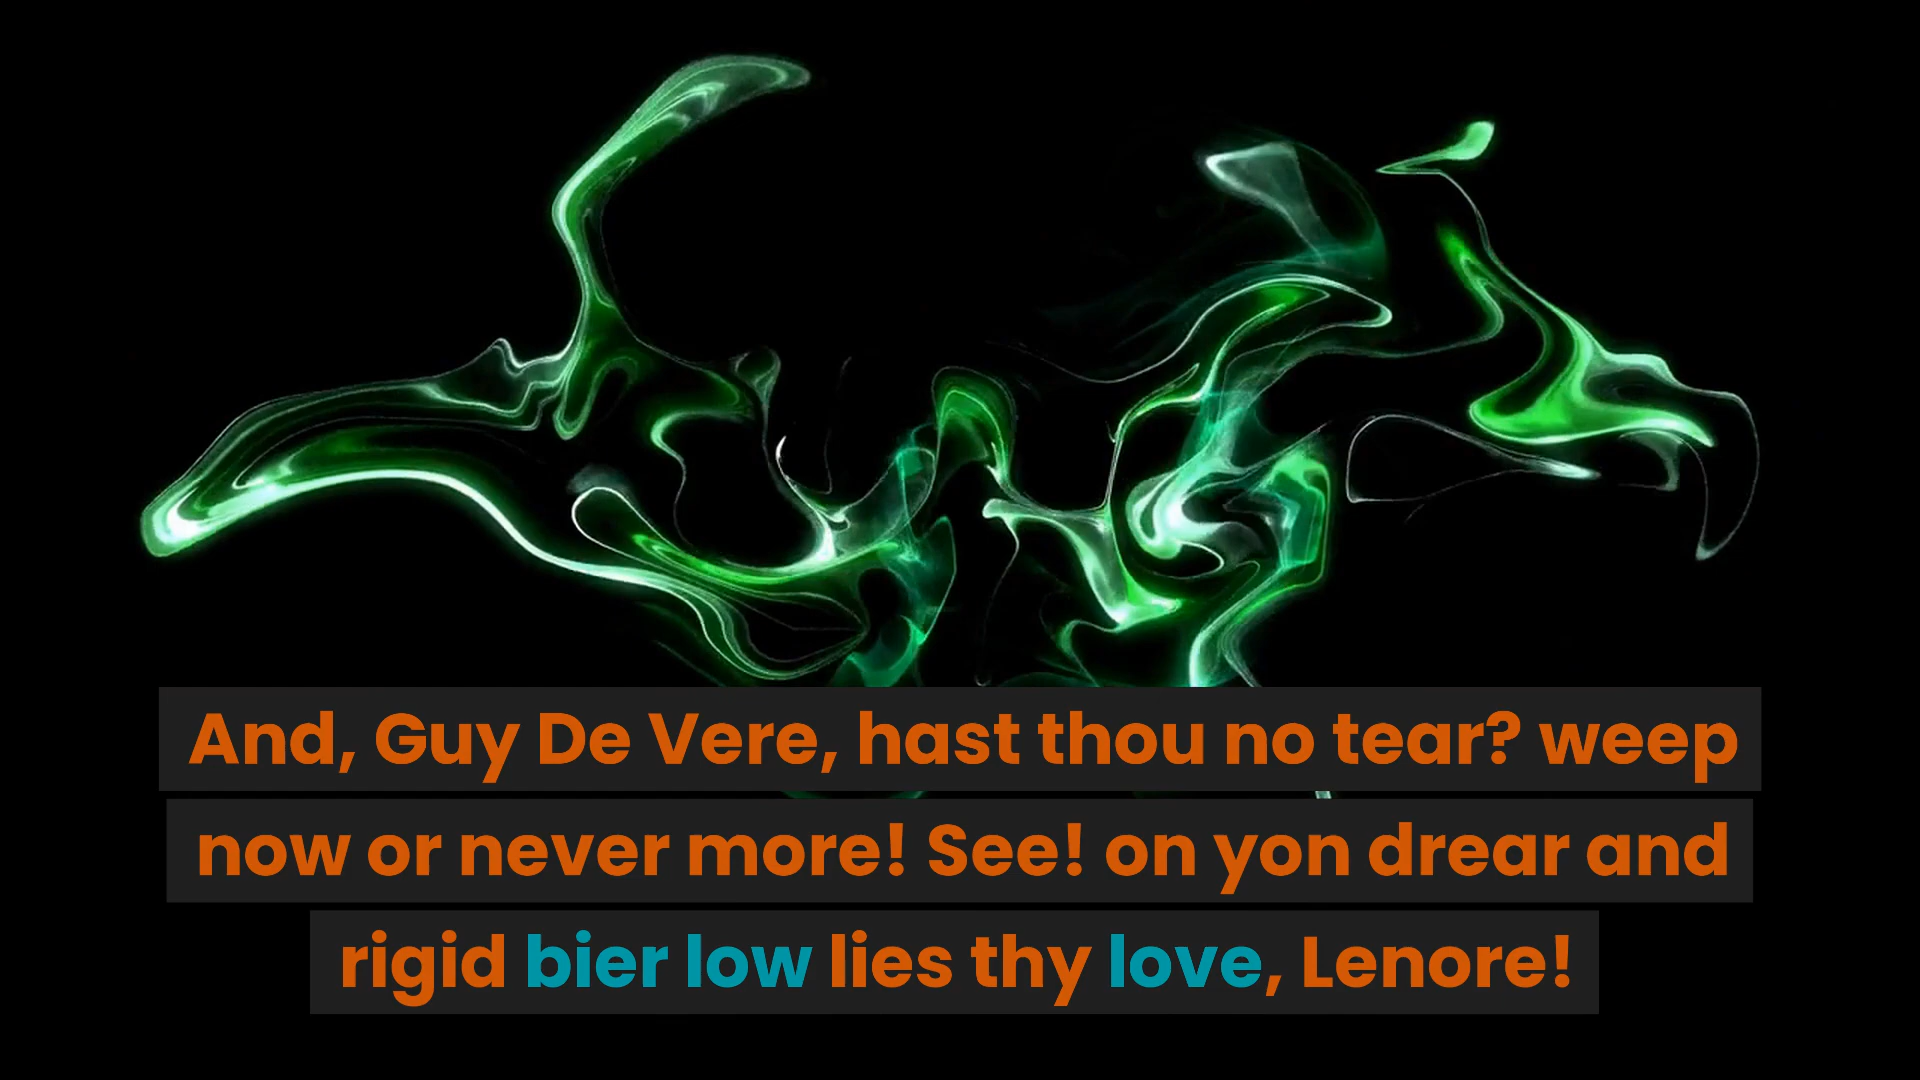 And, Guy De Vere, hast thou no tear? weep
now or never more! See! on yon drear and
rigid bier low lies thy love, Lenore!